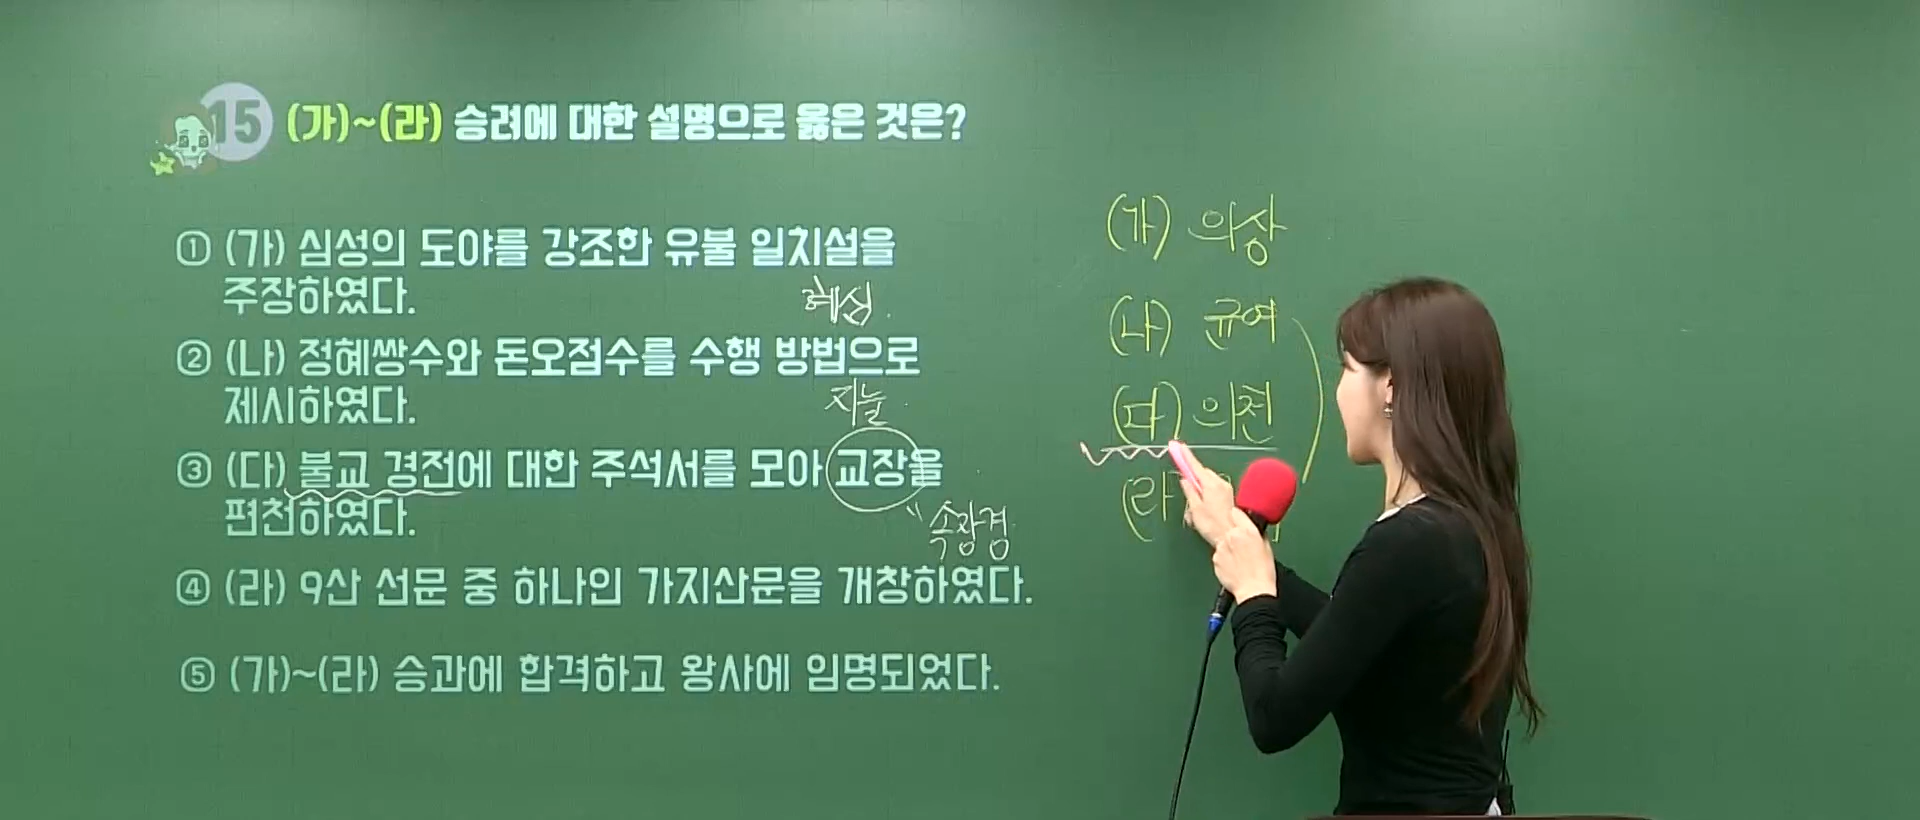 15 (가)~(라) 승려에 대한 설명으로 옳은 것은?
① (가) 심성의 도야를 강조한 유불 일치설을
주장하였다.
혜심.
② (나) 정혜쌍수와 돈오점수를 수행 방법으로
제시하였다.
지눌.
③ (다) 불교 경전에 대한 주석서를 모아 교장을
편천하였다.
속장경.
④ (라) 9산 선문 중 하나인 가지산문을 개창하였다.
⑤ (가)~(라) 승과에 합격하고 왕사에 임명되었다.
(가) 의상
(나) 균여
(다) 의천
(라)